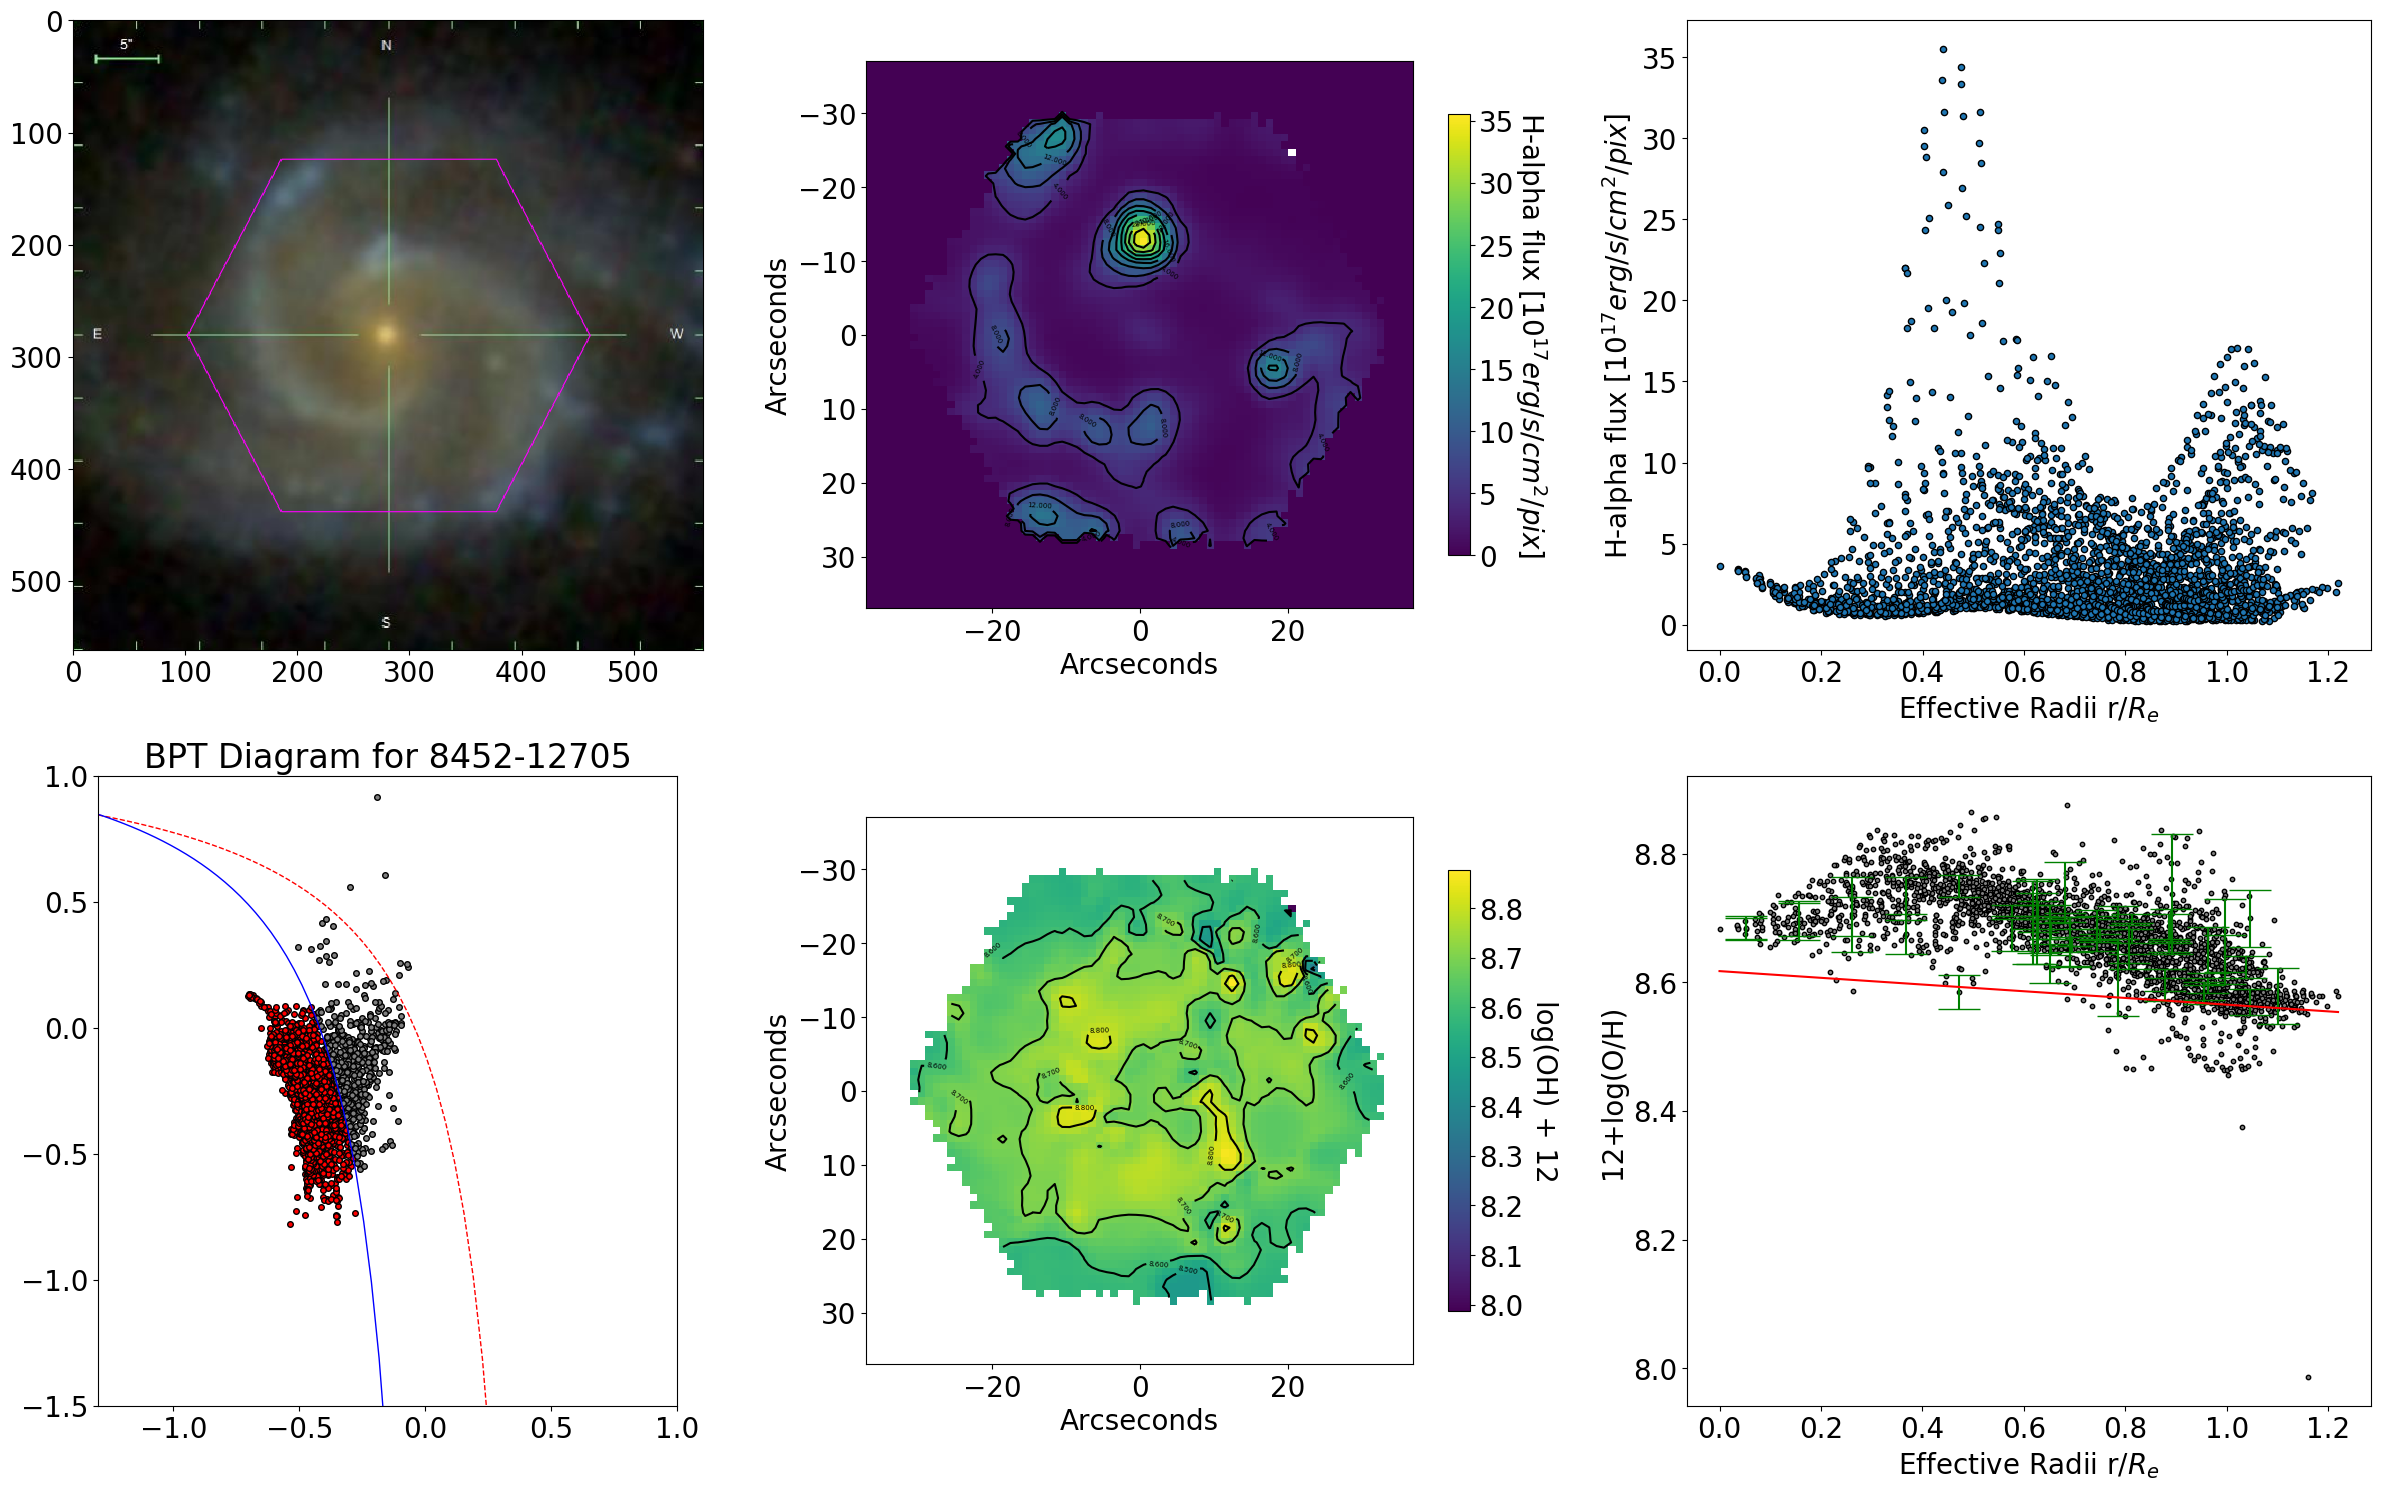 5"
N
E
W
S
0
100
200
300
400
500
0 100 200 300 400 500
−30
−20
−10
0
10
20
30
Arcseconds
−20 0 20
Arcseconds
35
30
25
20
15
10
5
0
H-alpha flux [10^17 erg/s/cm^2/pix]
35
30
25
20
15
10
5
0
H-alpha flux [10^17 erg/s/cm^2/pix]
0.0 0.2 0.4 0.6 0.8 1.0 1.2
Effective Radii r/R_e
BPT Diagram for 8452-12705
1.0
0.5
0.0
−0.5
−1.0
−1.5
−1.0 −0.5 0.0 0.5 1.0
−30
−20
−10
0
10
20
30
Arcseconds
−20 0 20
Arcseconds
8.8
8.7
8.6
8.5
8.4
8.3
8.2
8.1
8.0
log(OH) + 12
8.8
8.6
8.4
8.2
8.0
12+log(O/H)
0.0 0.2 0.4 0.6 0.8 1.0 1.2
Effective Radii r/R_e